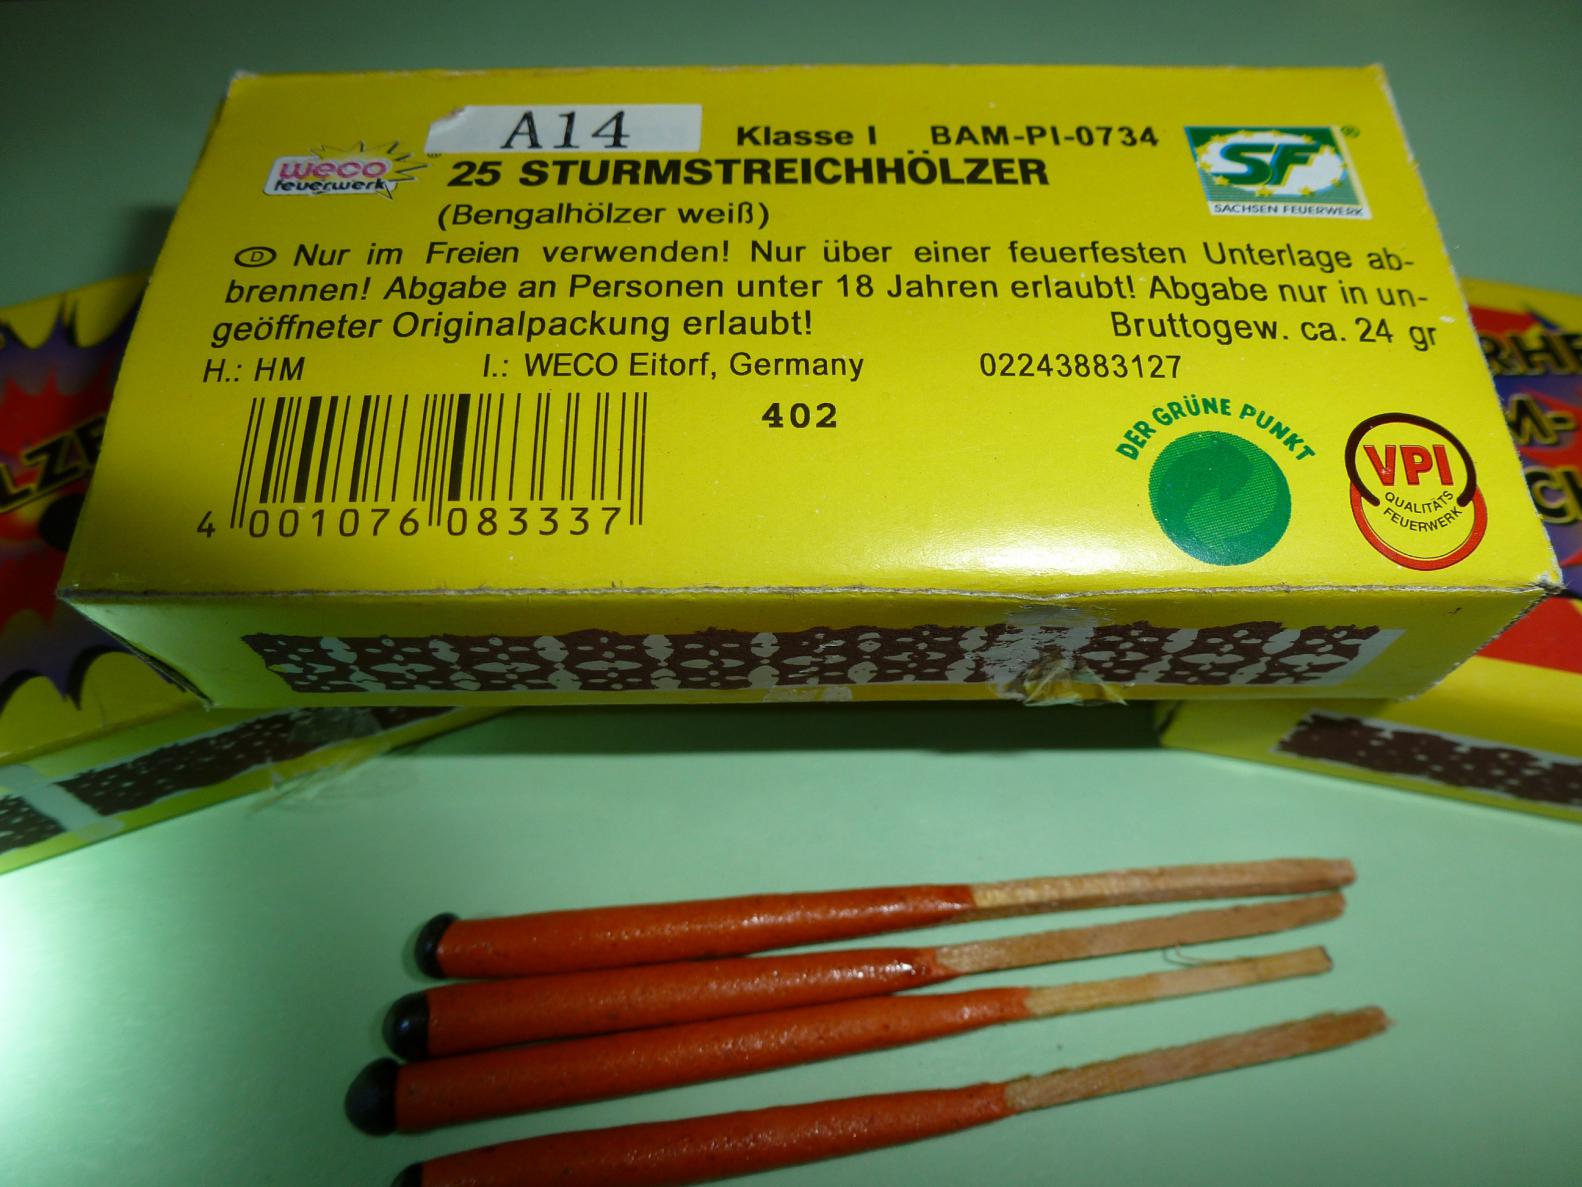 A14
Klasse I BAM-PI-0734
weco
feuerwerk
25 STURMSTREICHHÖLZER
SF ®
SACHSEN FEUERWERK
(Bengalhölzer weiß)
D Nur im Freien verwenden! Nur über einer feuerfesten Unterlage ab-
brennen! Abgabe an Personen unter 18 Jahren erlaubt! Abgabe nur in un-
geöffneter Originalpackung erlaubt! Bruttogew. ca. 24 gr
H.: HM I.: WECO Eitorf, Germany 02243883127
402
DER GRÜNE PUNKT
VPI
QUALITÄTS
FEUERWERK
4 001076 083337